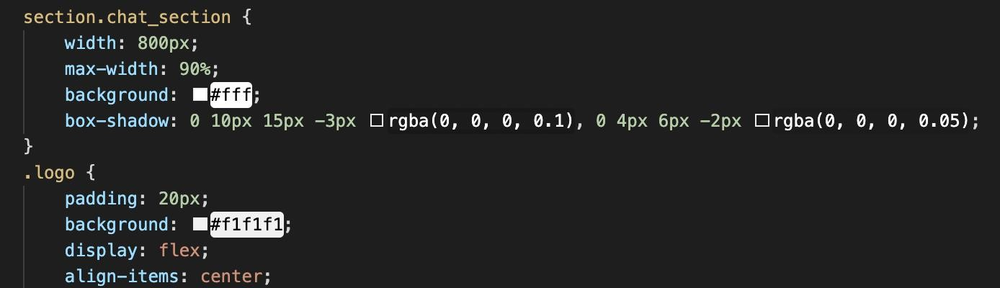 section.chat_section {
width: 800px;
max-width: 90%;
background: #fff;
box-shadow: 0 10px 15px -3px rgba(0, 0, 0, 0.1), 0 4px 6px -2px rgba(0, 0, 0, 0.05);
}
.logo {
padding: 20px;
background: #f1f1f1;
display: flex;
align-items: center;